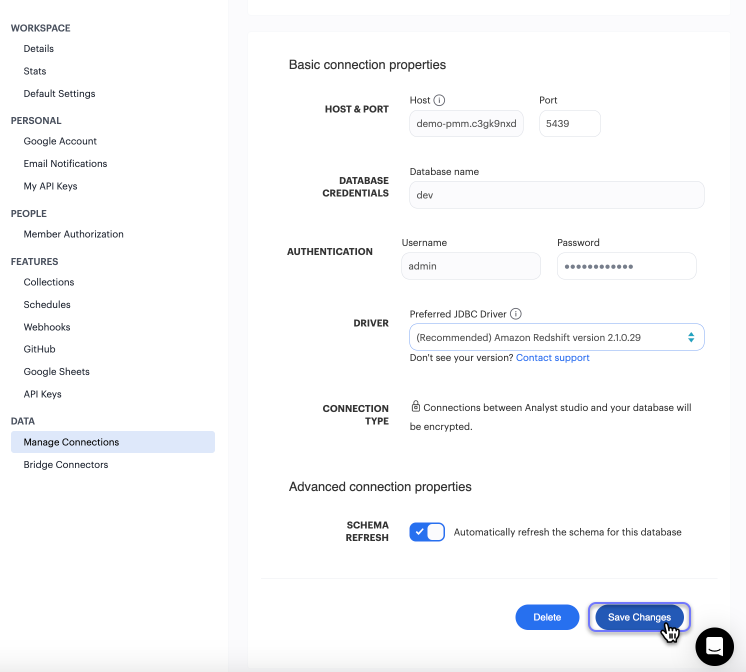 WORKSPACE
Details
Stats
Default Settings
PERSONAL
Google Account
Email Notifications
My API Keys
PEOPLE
Member Authorization
FEATURES
Collections
Schedules
Webhooks
GitHub
Google Sheets
API Keys
DATA
Manage Connections
Bridge Connectors
Basic connection properties
HOST & PORT
Host
Port
demo-pmm.c3gk9nxd
5439
DATABASE
CREDENTIALS
Database name
dev
AUTHENTICATION
Username
Password
admin
••••••••••••
DRIVER
Preferred JDBC Driver
(Recommended) Amazon Redshift version 2.1.0.29
Don't see your version? Contact support
CONNECTION
TYPE
Connections between Analyst studio and your database will
be encrypted.
Advanced connection properties
SCHEMA
REFRESH
Automatically refresh the schema for this database
Delete
Save Changes